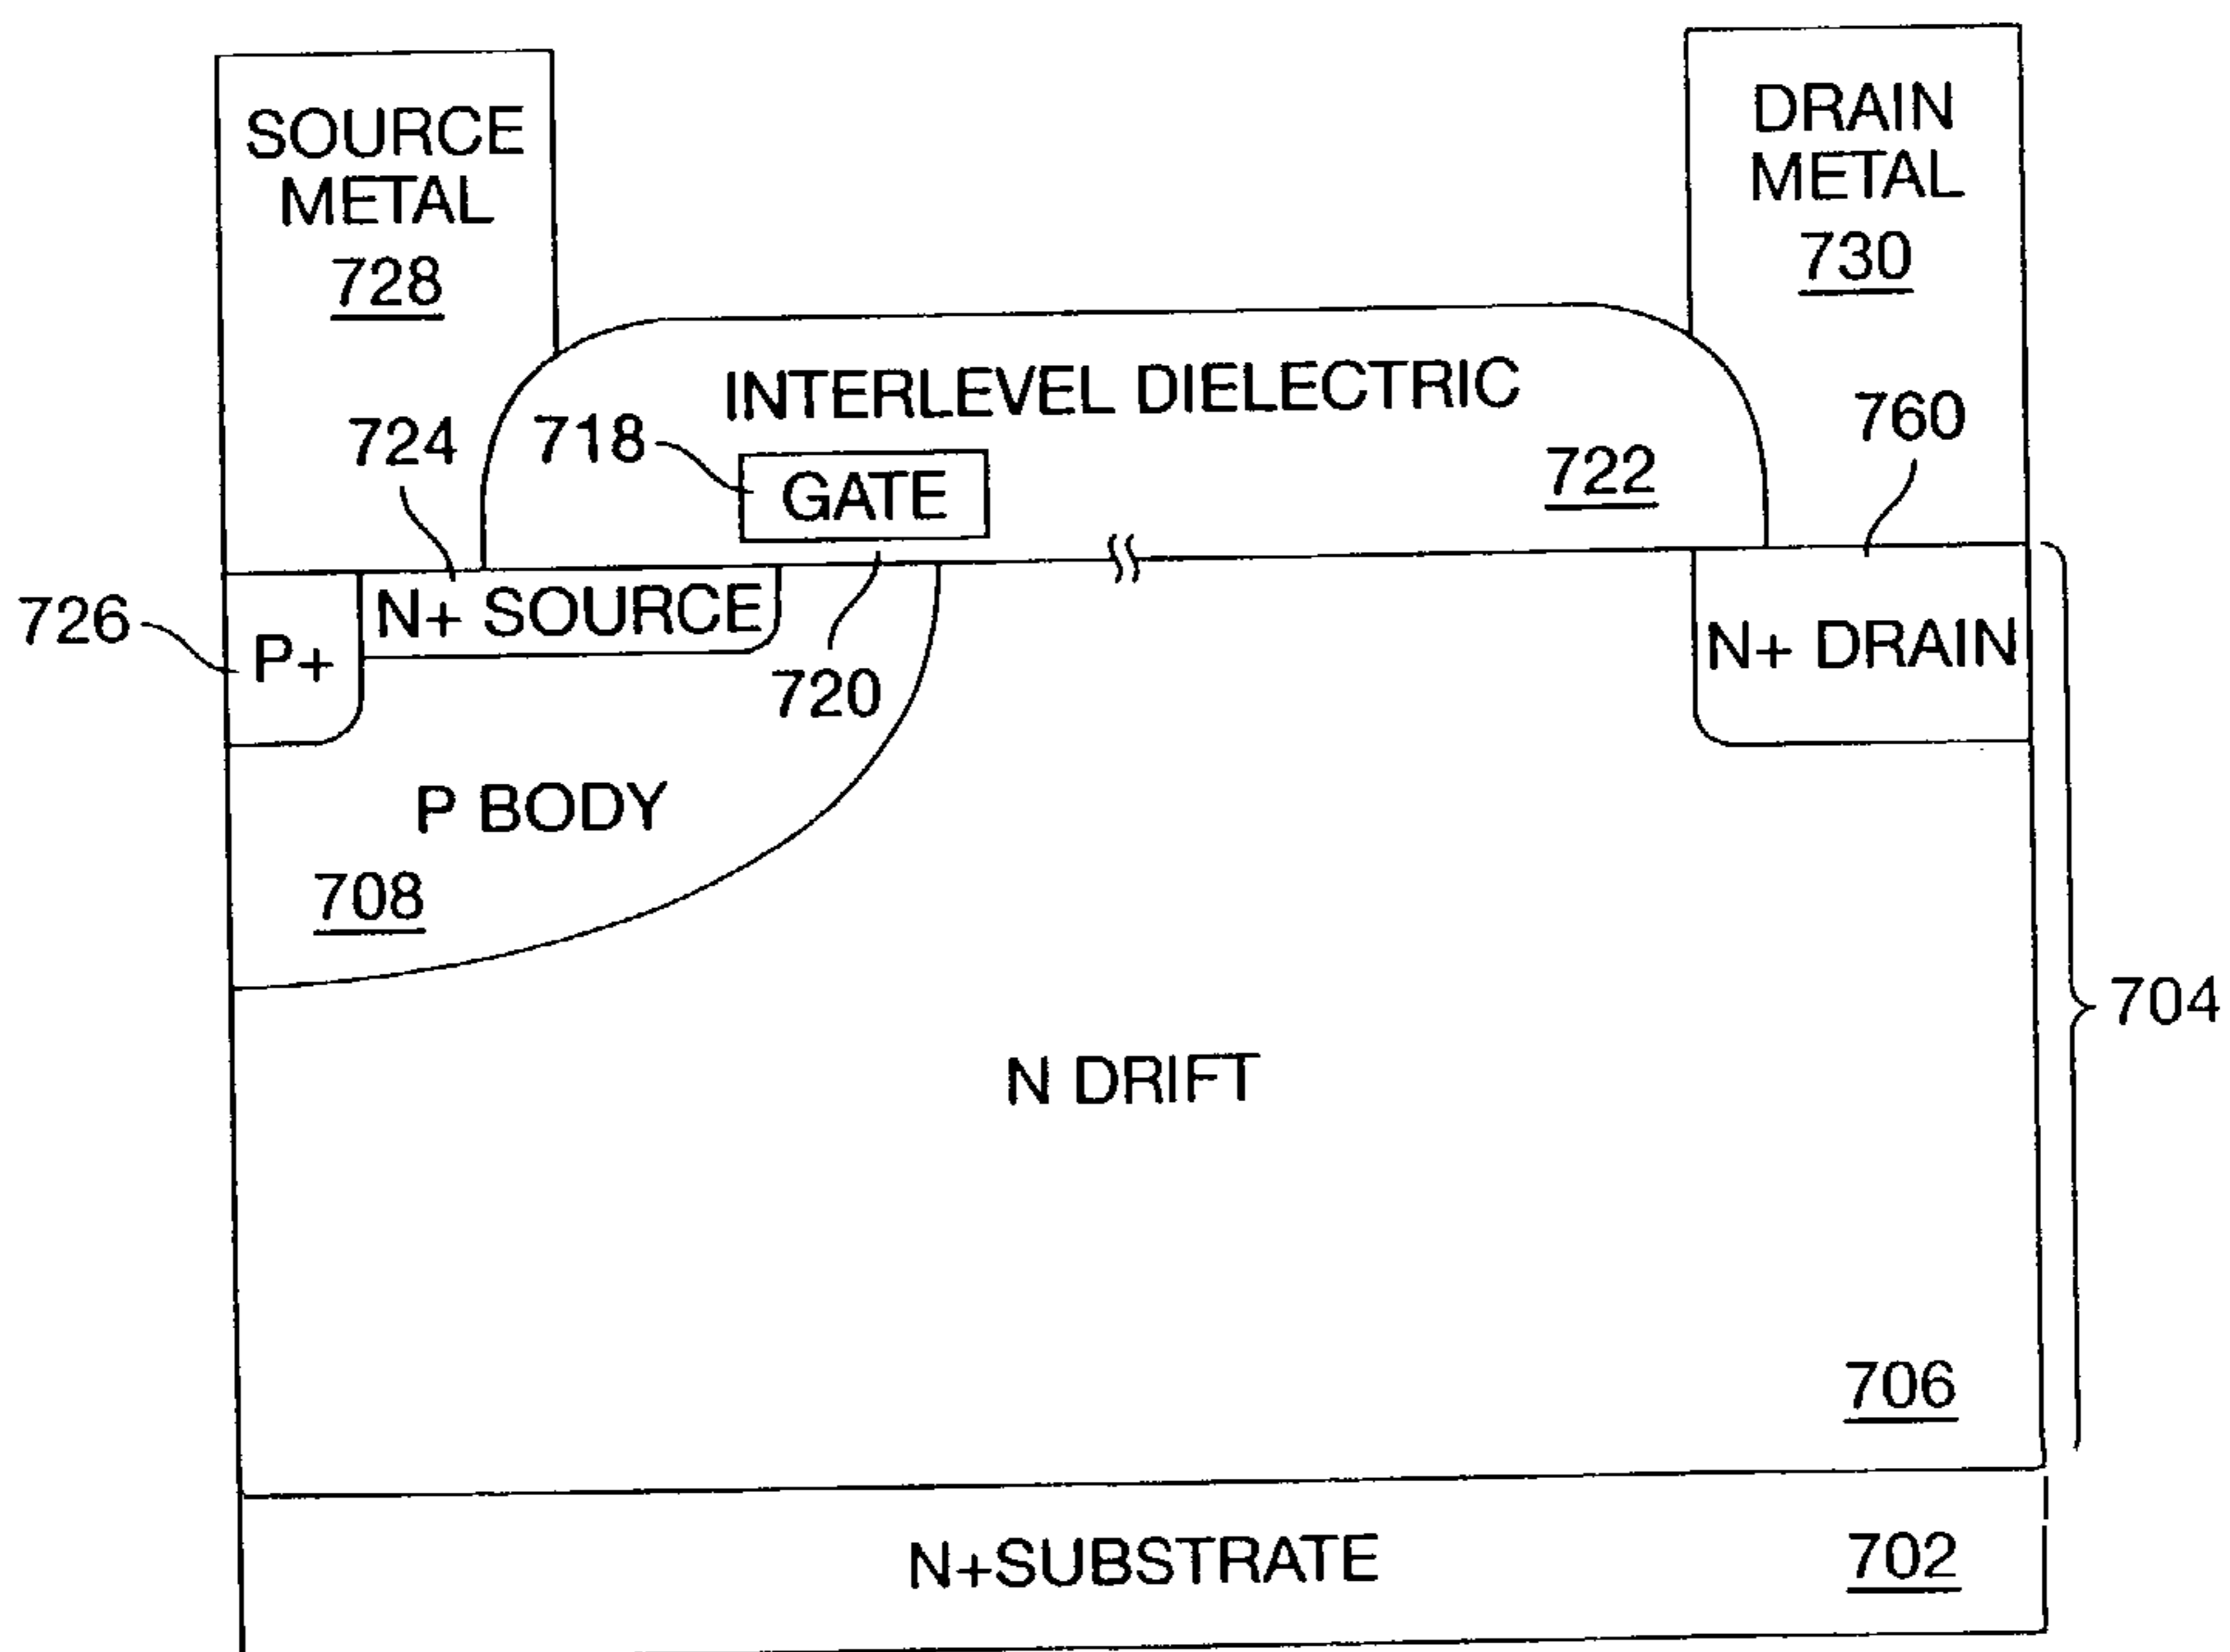 SOURCE
METAL
728
DRAIN
METAL
730
INTERLEVEL DIELECTRIC
722
724
718
GATE
760
726
P+
N+ SOURCE
720
N+ DRAIN
P BODY
708
704
N DRIFT
706
N+SUBSTRATE
702